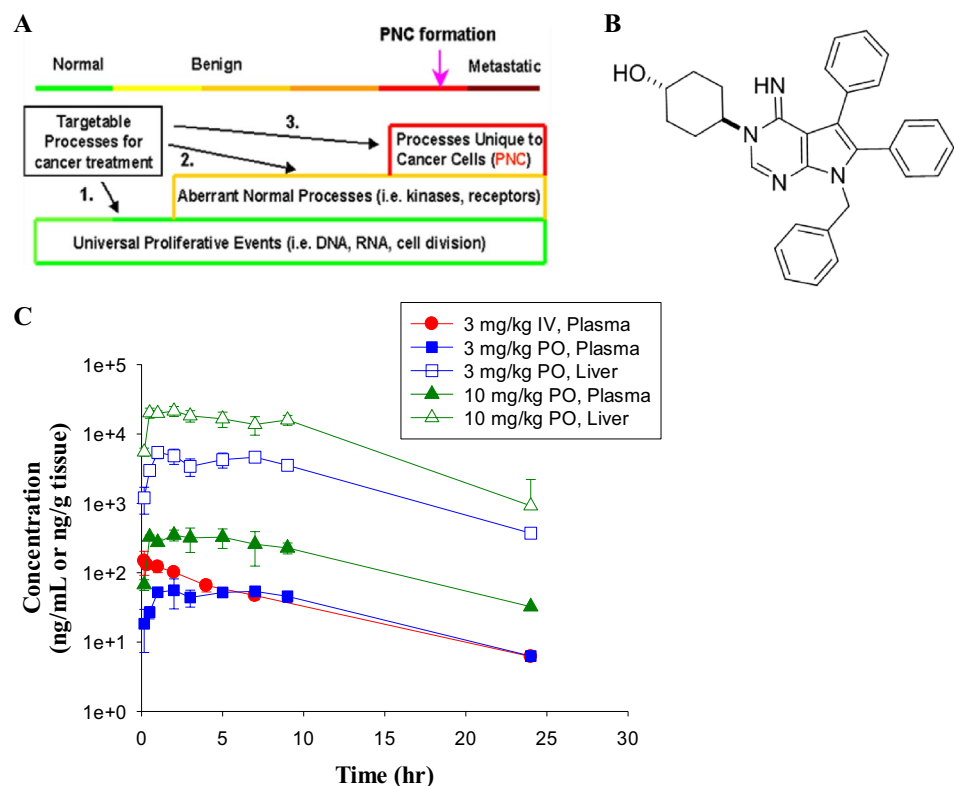 A
PNC formation
Normal
Benign
Metastatic
Targetable
Processes for
cancer treatment
3.
2.
1.
Processes Unique to
Cancer Cells (PNC)
Aberrant Normal Processes (i.e. kinases, receptors)
Universal Proliferative Events (i.e. DNA, RNA, cell division)
B
HO
NH
N
N
N
C
3 mg/kg IV, Plasma
3 mg/kg PO, Plasma
3 mg/kg PO, Liver
10 mg/kg PO, Plasma
10 mg/kg PO, Liver
Concentration
(ng/mL or ng/g tissue)
1e+5
1e+4
1e+3
1e+2
1e+1
1e+0
0 5 10 15 20 25 30
Time (hr)